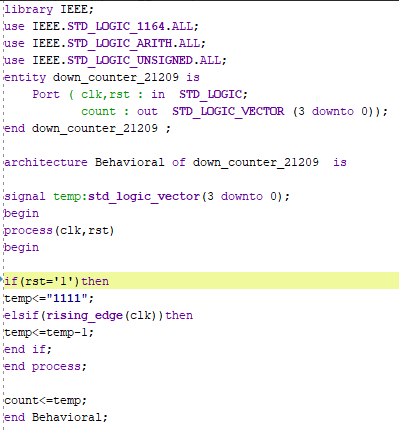 library IEEE;
use IEEE.STD_LOGIC_1164.ALL;
use IEEE.STD_LOGIC_ARITH.ALL;
use IEEE.STD_LOGIC_UNSIGNED.ALL;
entity down_counter_21209 is
Port ( clk,rst : in STD_LOGIC;
count : out STD_LOGIC_VECTOR (3 downto 0));
end down_counter_21209 ;
architecture Behavioral of down_counter_21209 is
signal temp:std_logic_vector(3 downto 0);
begin
process(clk,rst)
begin
if(rst='1')then
temp<="1111";
elsif(rising_edge(clk))then
temp<=temp-1;
end if;
end process;
count<=temp;
end Behavioral;